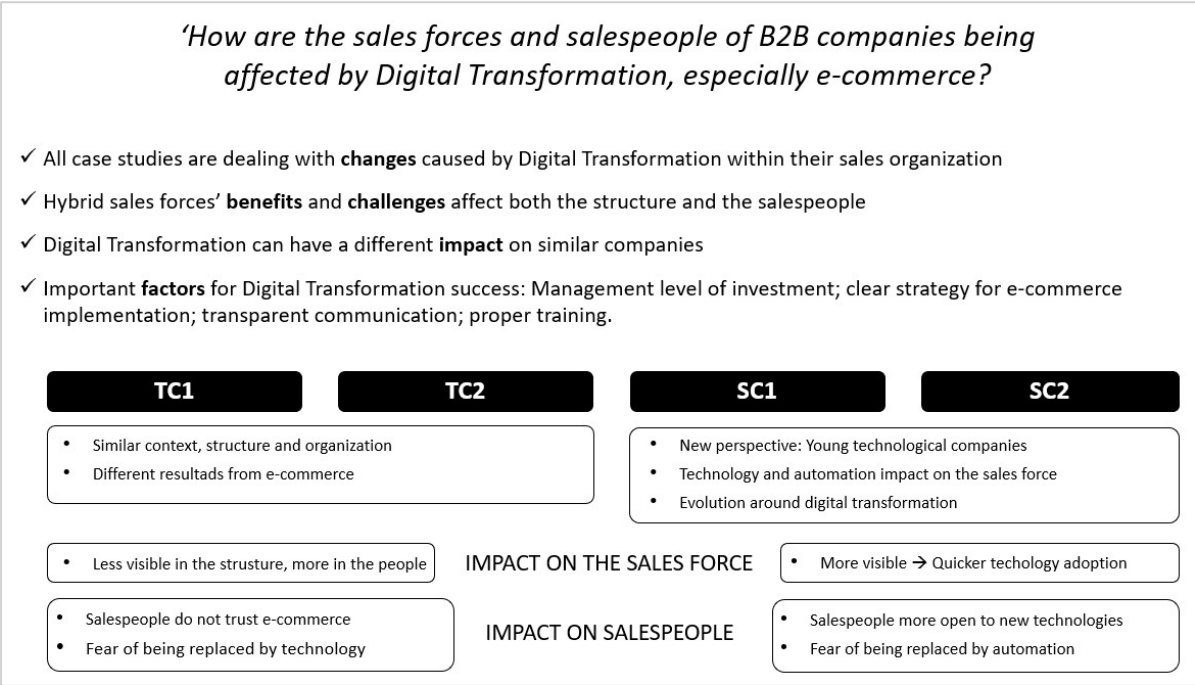 ‘How are the sales forces and salespeople of B2B companies being
affected by Digital Transformation, especially e-commerce?
✓ All case studies are dealing with changes caused by Digital Transformation within their sales organization
✓ Hybrid sales forces’ benefits and challenges affect both the structure and the salespeople
✓ Digital Transformation can have a different impact on similar companies
✓ Important factors for Digital Transformation success: Management level of investment; clear strategy for e-commerce
implementation; transparent communication; proper training.
TC1
TC2
SC1
SC2
• Similar context, structure and organization
• Different resultads from e-commerce
• New perspective: Young technological companies
• Technology and automation impact on the sales force
• Evolution around digital transformation
• Less visible in the strusture, more in the people
IMPACT ON THE SALES FORCE
• More visible → Quicker techology adoption
• Salespeople do not trust e-commerce
• Fear of being replaced by technology
IMPACT ON SALESPEOPLE
• Salespeople more open to new technologies
• Fear of being replaced by automation